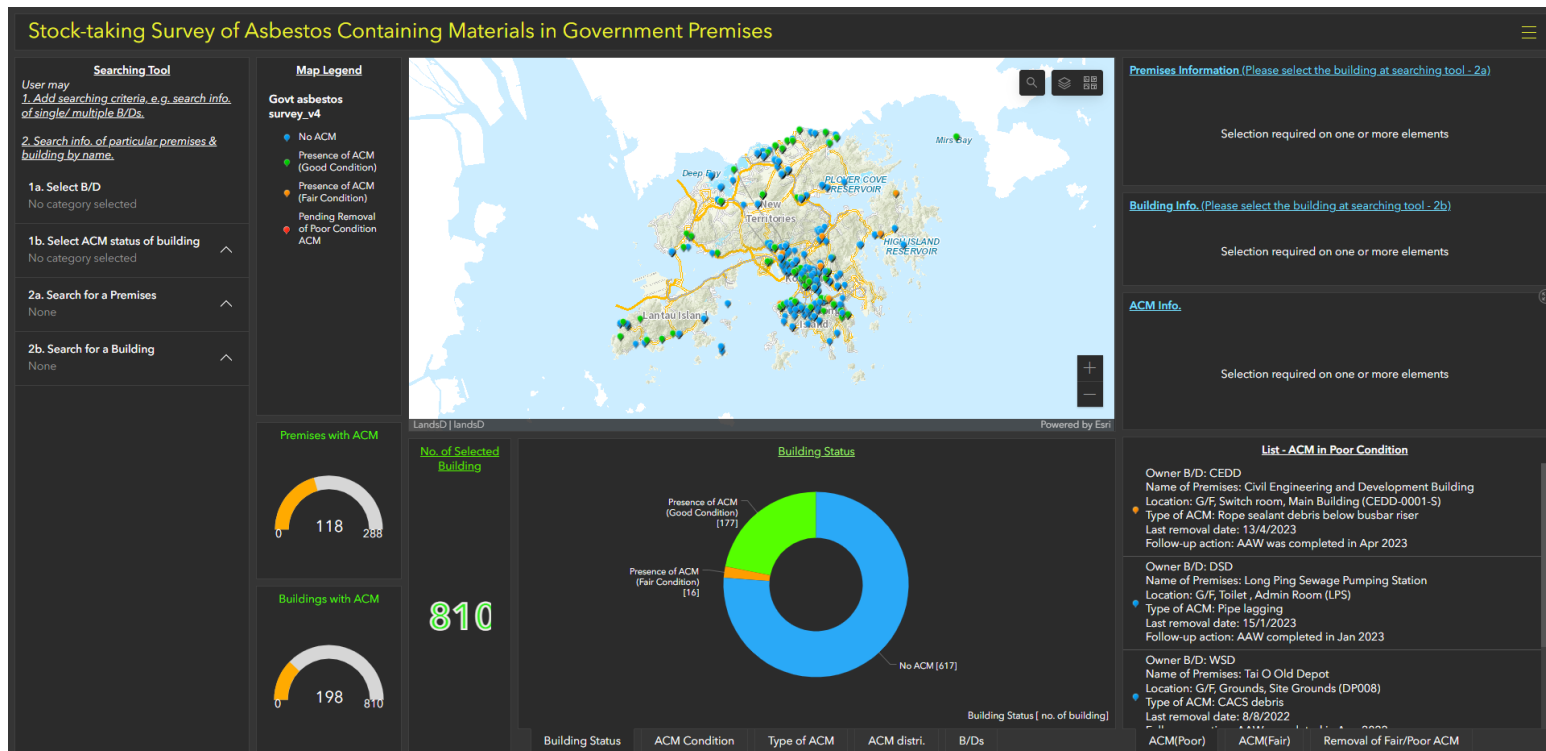 Stock-taking Survey of Asbestos Containing Materials in Government Premises
Searching Tool
User may
1. Add searching criteria, e.g. search info.
of single/ multiple B/Ds.
2. Search info. of particular premises &
building by name.
1a. Select B/D
No category selected
1b. Select ACM status of building
No category selected
2a. Search for a Premises
None
2b. Search for a Building
None
Map Legend
Govt asbestos
survey_v4
No ACM
Presence of ACM
(Good Condition)
Presence of ACM
(Fair Condition)
Pending Removal
of Poor Condition
ACM
Premises with ACM
118
0
288
Buildings with ACM
198
0
810
Mirs Bay
Deep Bay
PLOVER COVE
RESERVOIR
New
Territories
HIGH ISLAND
RESERVOIR
Lantau Island
Island
LandsD | landsD
Powered by Esri
No. of Selected
Building
810
Building Status
Presence of ACM
(Good Condition)
[177]
Presence of ACM
(Fair Condition)
[16]
No ACM [617]
Building Status [ no. of building]
Building Status
ACM Condition
Type of ACM
ACM distri.
B/Ds
Premises Information (Please select the building at searching tool - 2a)
Selection required on one or more elements
Building Info. (Please select the building at searching tool - 2b)
Selection required on one or more elements
ACM Info.
Selection required on one or more elements
List - ACM in Poor Condition
Owner B/D: CEDD
Name of Premises: Civil Engineering and Development Building
Location: G/F, Switch room, Main Building (CEDD-0001-S)
Type of ACM: Rope sealant debris below busbar riser
Last removal date: 13/4/2023
Follow-up action: AAW was completed in Apr 2023
Owner B/D: DSD
Name of Premises: Long Ping Sewage Pumping Station
Location: G/F, Toilet , Admin Room (LPS)
Type of ACM: Pipe lagging
Last removal date: 15/1/2023
Follow-up action: AAW completed in Jan 2023
Owner B/D: WSD
Name of Premises: Tai O Old Depot
Location: G/F, Grounds, Site Grounds (DP008)
Type of ACM: CACS debris
Last removal date: 8/8/2022
ACM(Poor)
ACM(Fair)
Removal of Fair/Poor ACM